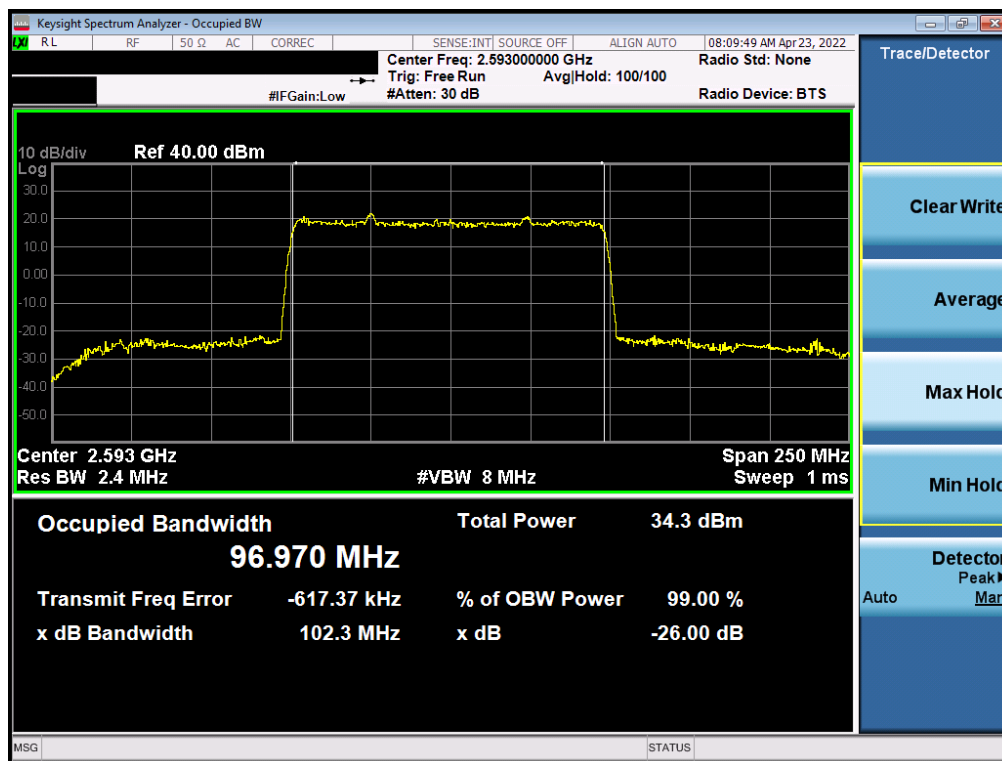 Keysight Spectrum Analyzer - Occupied BW
LXI RL RF 50 Ω AC CORREC SENSE:INT SOURCE OFF ALIGN AUTO 08:09:49 AM Apr 23, 2022
Center Freq: 2.593000000 GHz Radio Std: None
Trig: Free Run Avg|Hold: 100/100
#IFGain:Low #Atten: 30 dB Radio Device: BTS
Trace/Detector
10 dB/div Ref 40.00 dBm
Log
30.0
20.0
10.0
0.00
-10.0
-20.0
-30.0
-40.0
-50.0
Center 2.593 GHz Span 250 MHz
Res BW 2.4 MHz #VBW 8 MHz Sweep 1 ms
Occupied Bandwidth Total Power 34.3 dBm
96.970 MHz
Transmit Freq Error -617.37 kHz % of OBW Power 99.00 %
x dB Bandwidth 102.3 MHz x dB -26.00 dB
Clear Write
Average
Max Hold
Min Hold
Detector
Peak
Auto Man
MSG STATUS